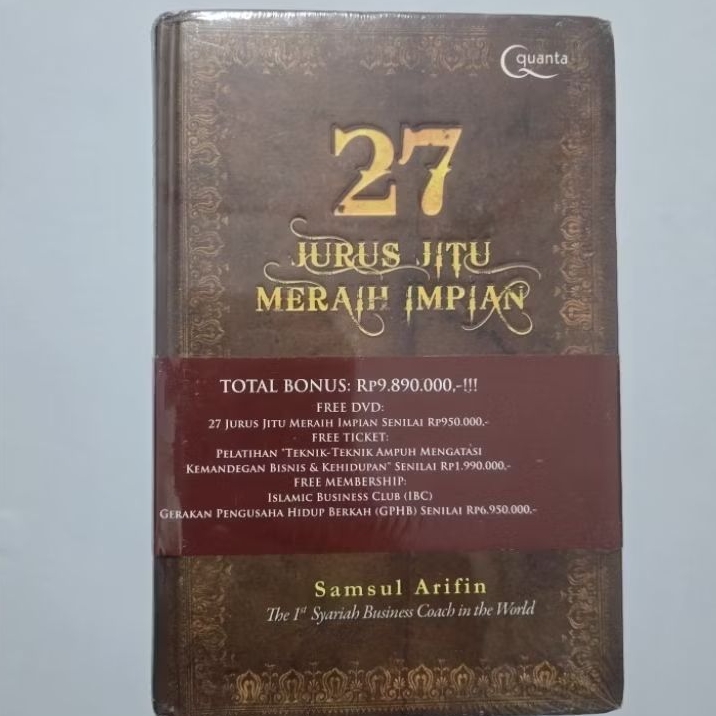 quanta
27
JURUS JITU
MERAIH IMPIAN
TOTAL BONUS: RP9.890.000,-!!!
FREE DVD:
27 JURUS JITU MERAIH IMPIAN SENILAI RP950.000,-
FREE TICKET:
PELATIHAN "TEKNIK-TEKNIK AMPUH MENGATASI
KEMANDEGAN BISNIS & KEHIDUPAN" SENILAI RP1.990.000,-
FREE MEMBERSHIP:
ISLAMIC BUSINESS CLUB (IBC)
GERAKAN PENGUSAHA HIDUP BERKAH (GPHB) SENILAI RP6.950.000,-
Samsul Arifin
The 1st Syariah Business Coach in the World